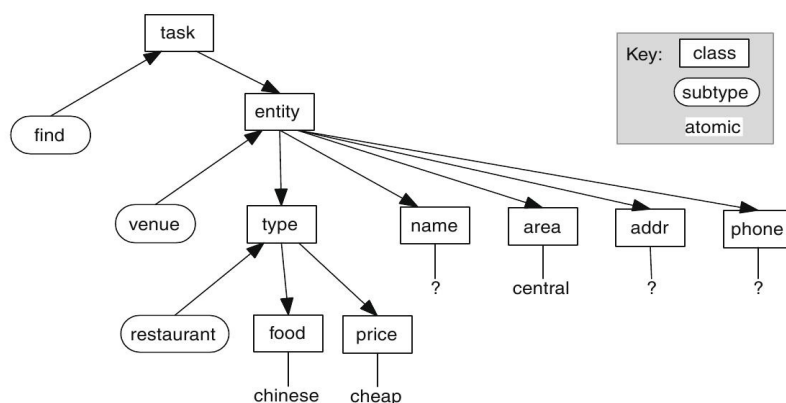 task
Key: class
entity
subtype
find
atomic
venue
type
name
area
addr
phone
?
central
?
?
restaurant
food
price
chinese
cheap